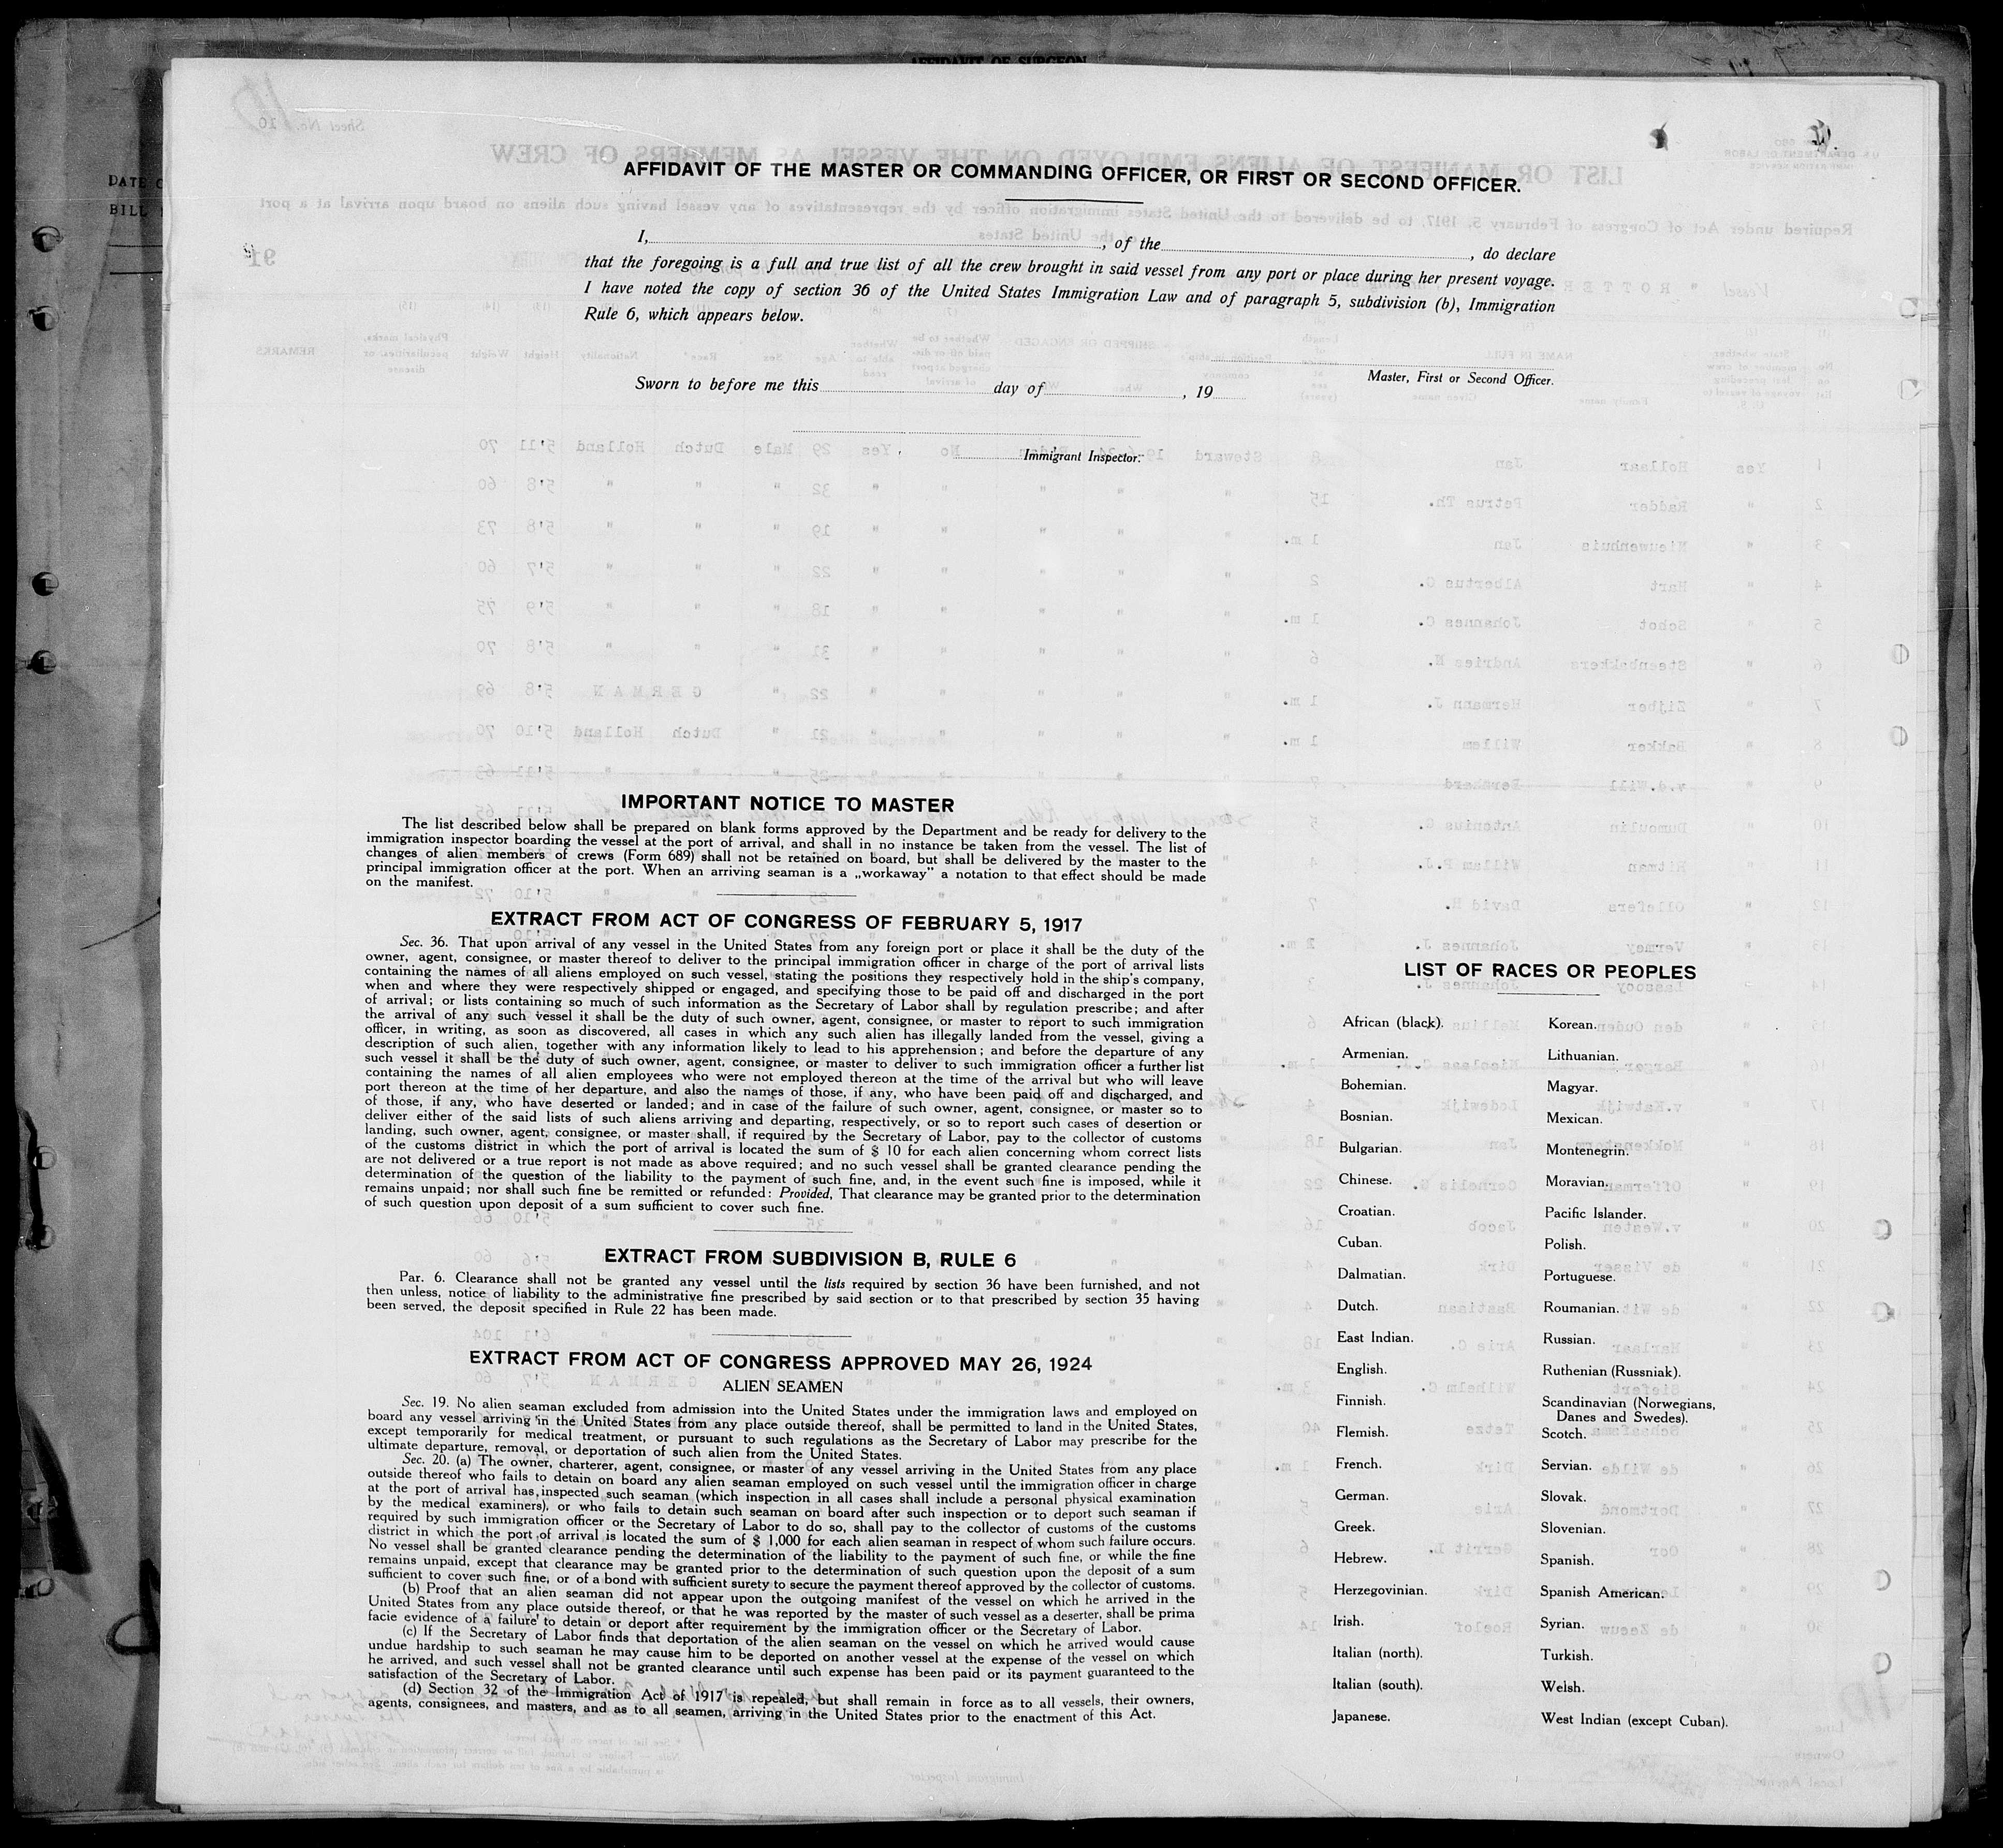 AFFIDAVIT OF SURGEON
DATE
BILL
AFFIDAVIT OF THE MASTER OR COMMANDING OFFICER, OR FIRST OR SECOND OFFICER.
I, , of the , do declare
that the foregoing is a full and true list of all the crew brought in said vessel from any port or place during her present voyage.
I have noted the copy of section 36 of the United States Immigration Law and of paragraph 5, subdivision (b), Immigration
Rule 6, which appears below.
Master, First or Second Officer.
Sworn to before me this day of , 19
Immigrant Inspector.
IMPORTANT NOTICE TO MASTER
The list described below shall be prepared on blank forms approved by the Department and be ready for delivery to the
immigration inspector boarding the vessel at the port of arrival, and shall in no instance be taken from the vessel. The list of
changes of alien members of crews (Form 689) shall not be retained on board, but shall be delivered by the master to the
principal immigration officer at the port. When an arriving seaman is a „workaway” a notation to that effect should be made
on the manifest.
EXTRACT FROM ACT OF CONGRESS OF FEBRUARY 5, 1917
Sec. 36. That upon arrival of any vessel in the United States from any foreign port or place it shall be the duty of the
owner, agent, consignee, or master thereof to deliver to the principal immigration officer in charge of the port of arrival lists
containing the names of all aliens employed on such vessel, stating the positions they respectively hold in the ship's company,
when and where they were respectively shipped or engaged, and specifying those to be paid off and discharged in the port
of arrival; or lists containing so much of such information as the Secretary of Labor shall by regulation prescribe; and after
the arrival of any such vessel it shall be the duty of such owner, agent, consignee, or master to report to such immigration
officer, in writing, as soon as discovered, all cases in which any such alien has illegally landed from the vessel, giving a
description of such alien, together with any information likely to lead to his apprehension; and before the departure of any
such vessel it shall be the duty of such owner, agent, consignee, or master to deliver to such immigration officer a further list
containing the names of all alien employees who were not employed thereon at the time of the arrival but who will leave
port thereon at the time of her departure, and also the names of those, if any, who have been paid off and discharged, and
of those, if any, who have deserted or landed; and in case of the failure of such owner, agent, consignee, or master so to
deliver either of the said lists of such aliens arriving and departing, respectively, or so to report such cases of desertion or
landing, such owner, agent, consignee, or master shall, if required by the Secretary of Labor, pay to the collector of customs
of the customs district in which the port of arrival is located the sum of $ 10 for each alien concerning whom correct lists
are not delivered or a true report is not made as above required; and no such vessel shall be granted clearance pending the
determination of the question of the liability to the payment of such fine, and, in the event such fine is imposed, while it
remains unpaid; nor shall such fine be remitted or refunded: Provided, That clearance may be granted prior to the determination
of such question upon deposit of a sum sufficient to cover such fine.
EXTRACT FROM SUBDIVISION B, RULE 6
Par. 6. Clearance shall not be granted any vessel until the lists required by section 36 have been furnished, and not
then unless, notice of liability to the administrative fine prescribed by said section or to that prescribed by section 35 having
been served, the deposit specified in Rule 22 has been made.
EXTRACT FROM ACT OF CONGRESS APPROVED MAY 26, 1924
ALIEN SEAMEN
Sec. 19. No alien seaman excluded from admission into the United States under the immigration laws and employed on
board any vessel arriving in the United States from any place outside thereof, shall be permitted to land in the United States,
except temporarily for medical treatment, or pursuant to such regulations as the Secretary of Labor may prescribe for the
ultimate departure, removal, or deportation of such alien from the United States.
Sec. 20. (a) The owner, charterer, agent, consignee, or master of any vessel arriving in the United States from any place
outside thereof who fails to detain on board any alien seaman employed on such vessel until the immigration officer in charge
at the port of arrival has inspected such seaman (which inspection in all cases shall include a personal physical examination
by the medical examiners), or who fails to detain such seaman on board after such inspection or to deport such seaman if
required by such immigration officer or the Secretary of Labor to do so, shall pay to the collector of customs of the customs
district in which the port of arrival is located the sum of $ 1,000 for each alien seaman in respect of whom such failure occurs.
No vessel shall be granted clearance pending the determination of the liability to the payment of such fine, or while the fine
remains unpaid, except that clearance may be granted prior to the determination of such question upon the deposit of a sum
sufficient to cover such fine, or of a bond with sufficient surety to secure the payment thereof approved by the collector of customs.
(b) Proof that an alien seaman did not appear upon the outgoing manifest of the vessel on which he arrived in the
United States from any place outside thereof, or that he was reported by the master of such vessel as a deserter, shall be prima
facie evidence of a failure to detain or deport after requirement by the immigration officer or the Secretary of Labor.
(c) If the Secretary of Labor finds that deportation of the alien seaman on the vessel on which he arrived would cause
undue hardship to such seaman he may cause him to be deported on another vessel at the expense of the vessel on which
he arrived, and such vessel shall not be granted clearance until such expense has been paid or its payment guaranteed to the
satisfaction of the Secretary of Labor.
(d) Section 32 of the Immigration Act of 1917 is repealed, but shall remain in force as to all vessels, their owners,
agents, consignees, and masters, and as to all seamen, arriving in the United States prior to the enactment of this Act.
LIST OF RACES OR PEOPLES
African (black).
Armenian.
Bohemian.
Bosnian.
Bulgarian.
Chinese.
Croatian.
Cuban.
Dalmatian.
Dutch.
East Indian.
English.
Finnish.
Flemish.
French.
German.
Greek.
Hebrew.
Herzegovinian.
Irish.
Italian (north).
Italian (south).
Japanese.
Korean.
Lithuanian.
Magyar.
Mexican.
Montenegrin.
Moravian.
Pacific Islander.
Polish.
Portuguese.
Roumanian.
Russian.
Ruthenian (Russniak).
Scandinavian (Norwegians,
Danes and Swedes).
Scotch.
Servian.
Slovak.
Slovenian.
Spanish.
Spanish American.
Syrian.
Turkish.
Welsh.
West Indian (except Cuban).